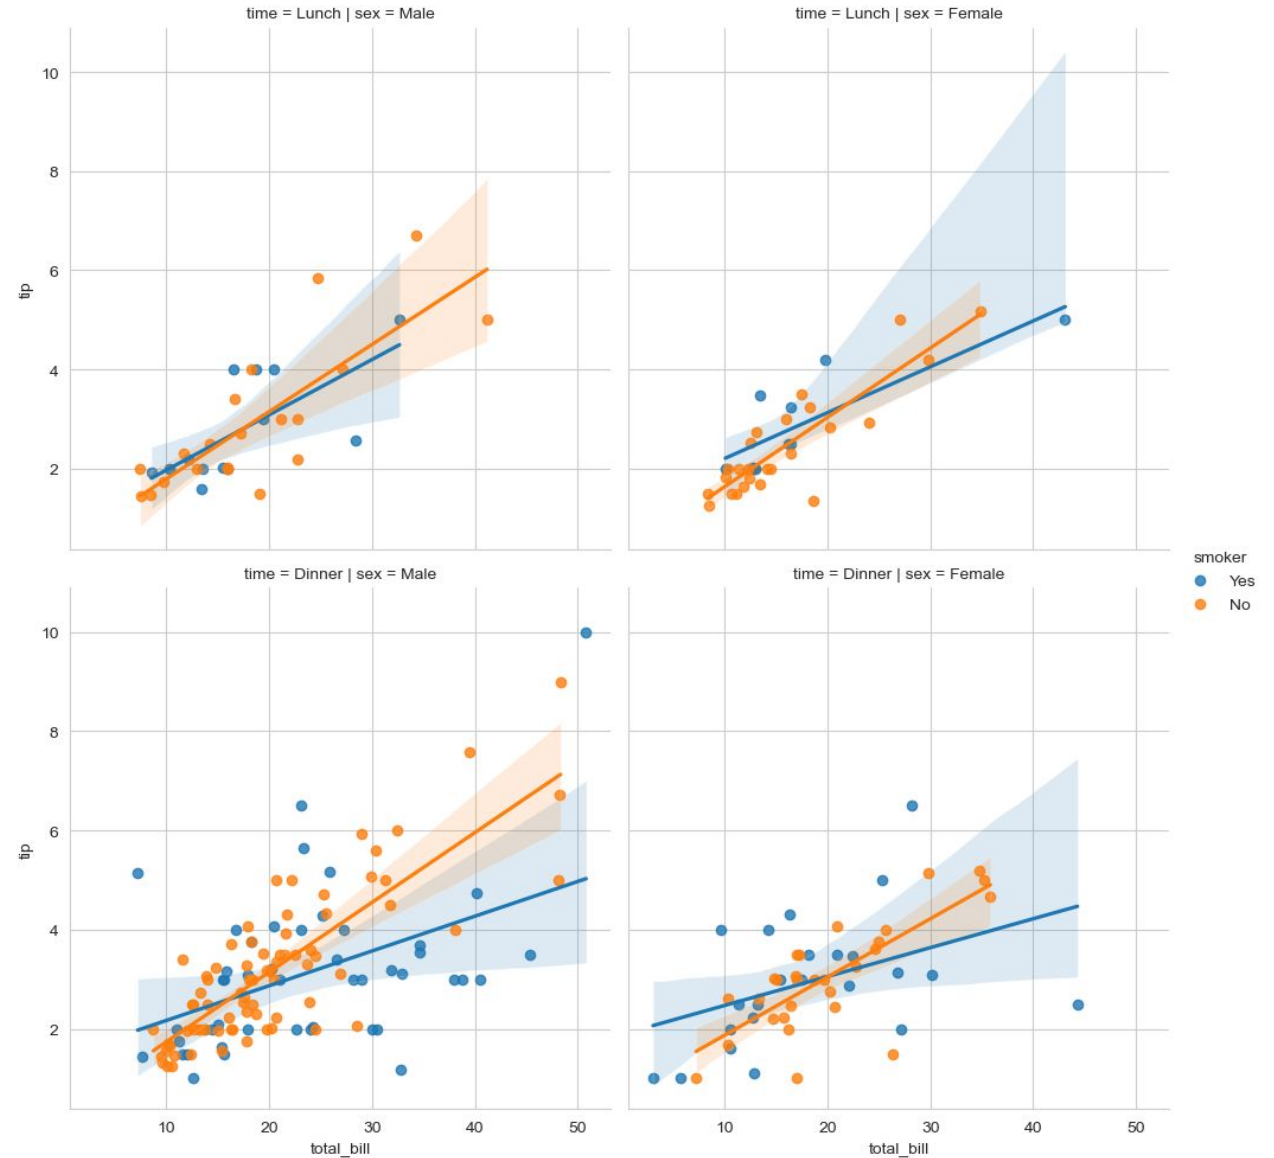 time = Lunch | sex = Male
time = Lunch | sex = Female
10
8
6
4
2
tip
time = Dinner | sex = Male
time = Dinner | sex = Female
smoker
Yes
No
10
8
6
4
2
tip
10 20 30 40 50
10 20 30 40 50
total_bill
total_bill